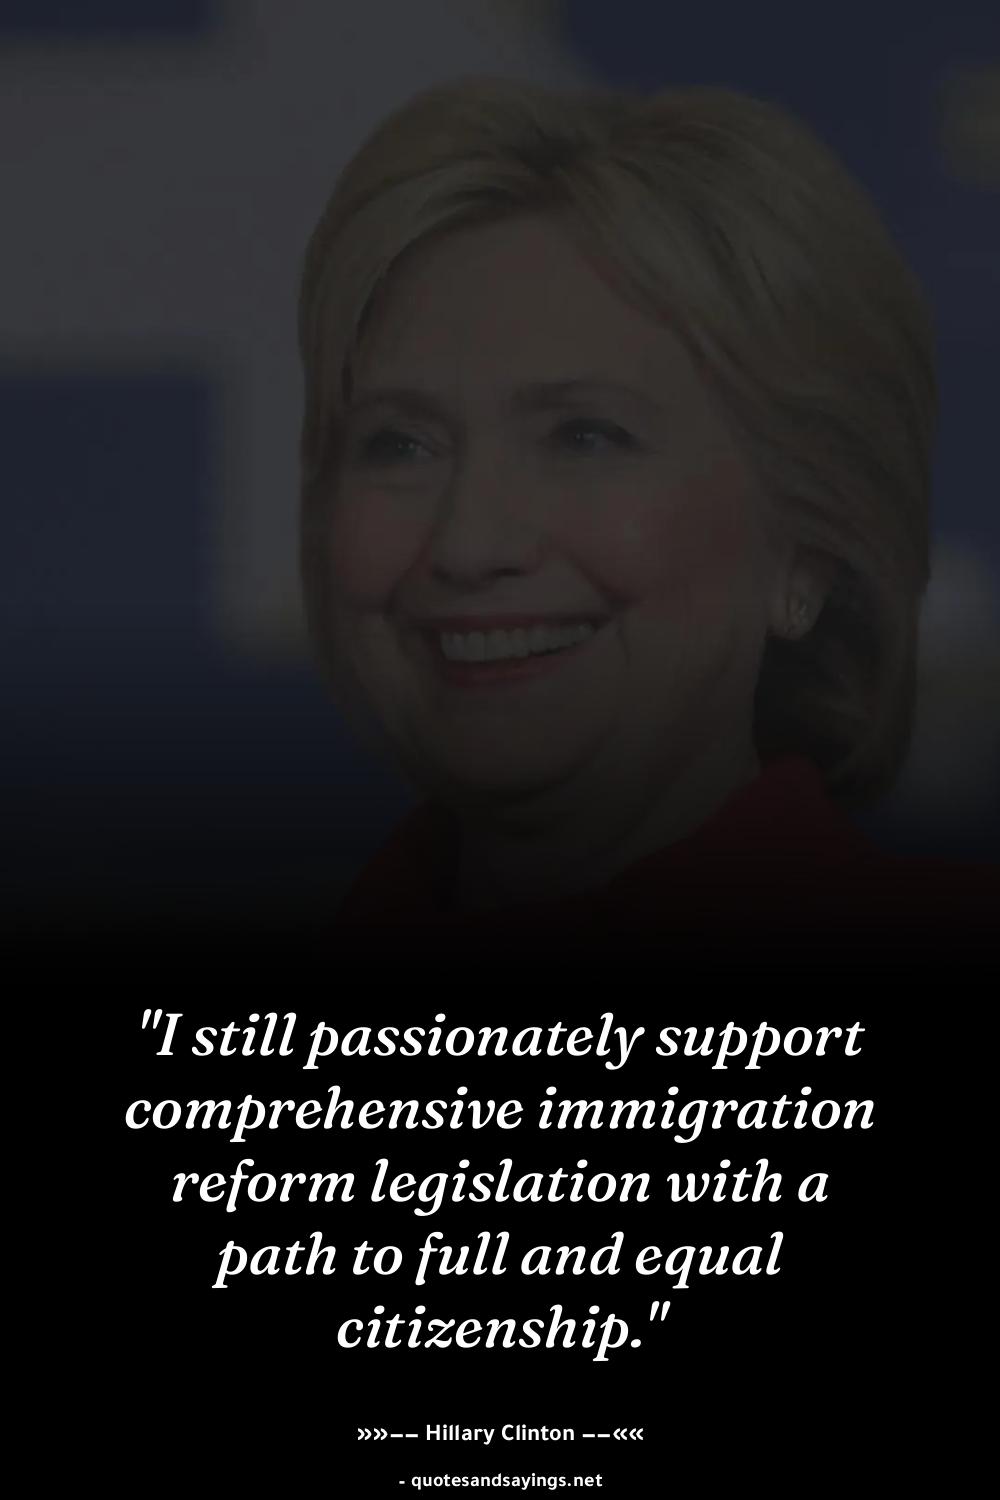 "I still passionately support
comprehensive immigration
reform legislation with a
path to full and equal
citizenship."
»»–– Hillary Clinton ––««
- quotesandsayings.net